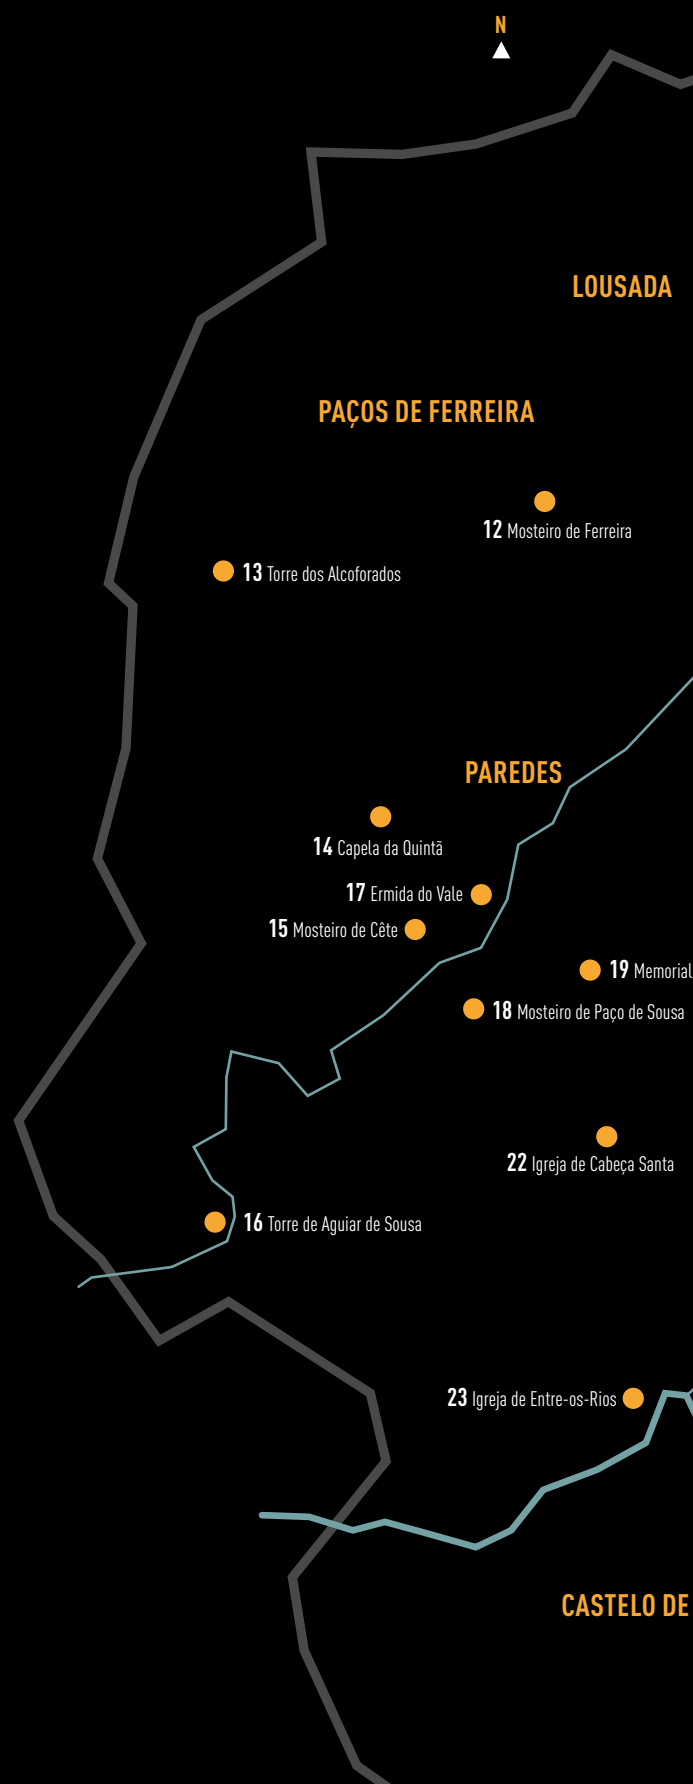 N
LOUSADA
PAÇOS DE FERREIRA
12 Mosteiro de Ferreira
13 Torre dos Alcoforados
PAREDES
14 Capela da Quintã
17 Ermida do Vale
15 Mosteiro de Cête
19 Memorial
18 Mosteiro de Paço de Sousa
22 Igreja de Cabeça Santa
16 Torre de Aguiar de Sousa
23 Igreja de Entre-os-Rios
CASTELO DE